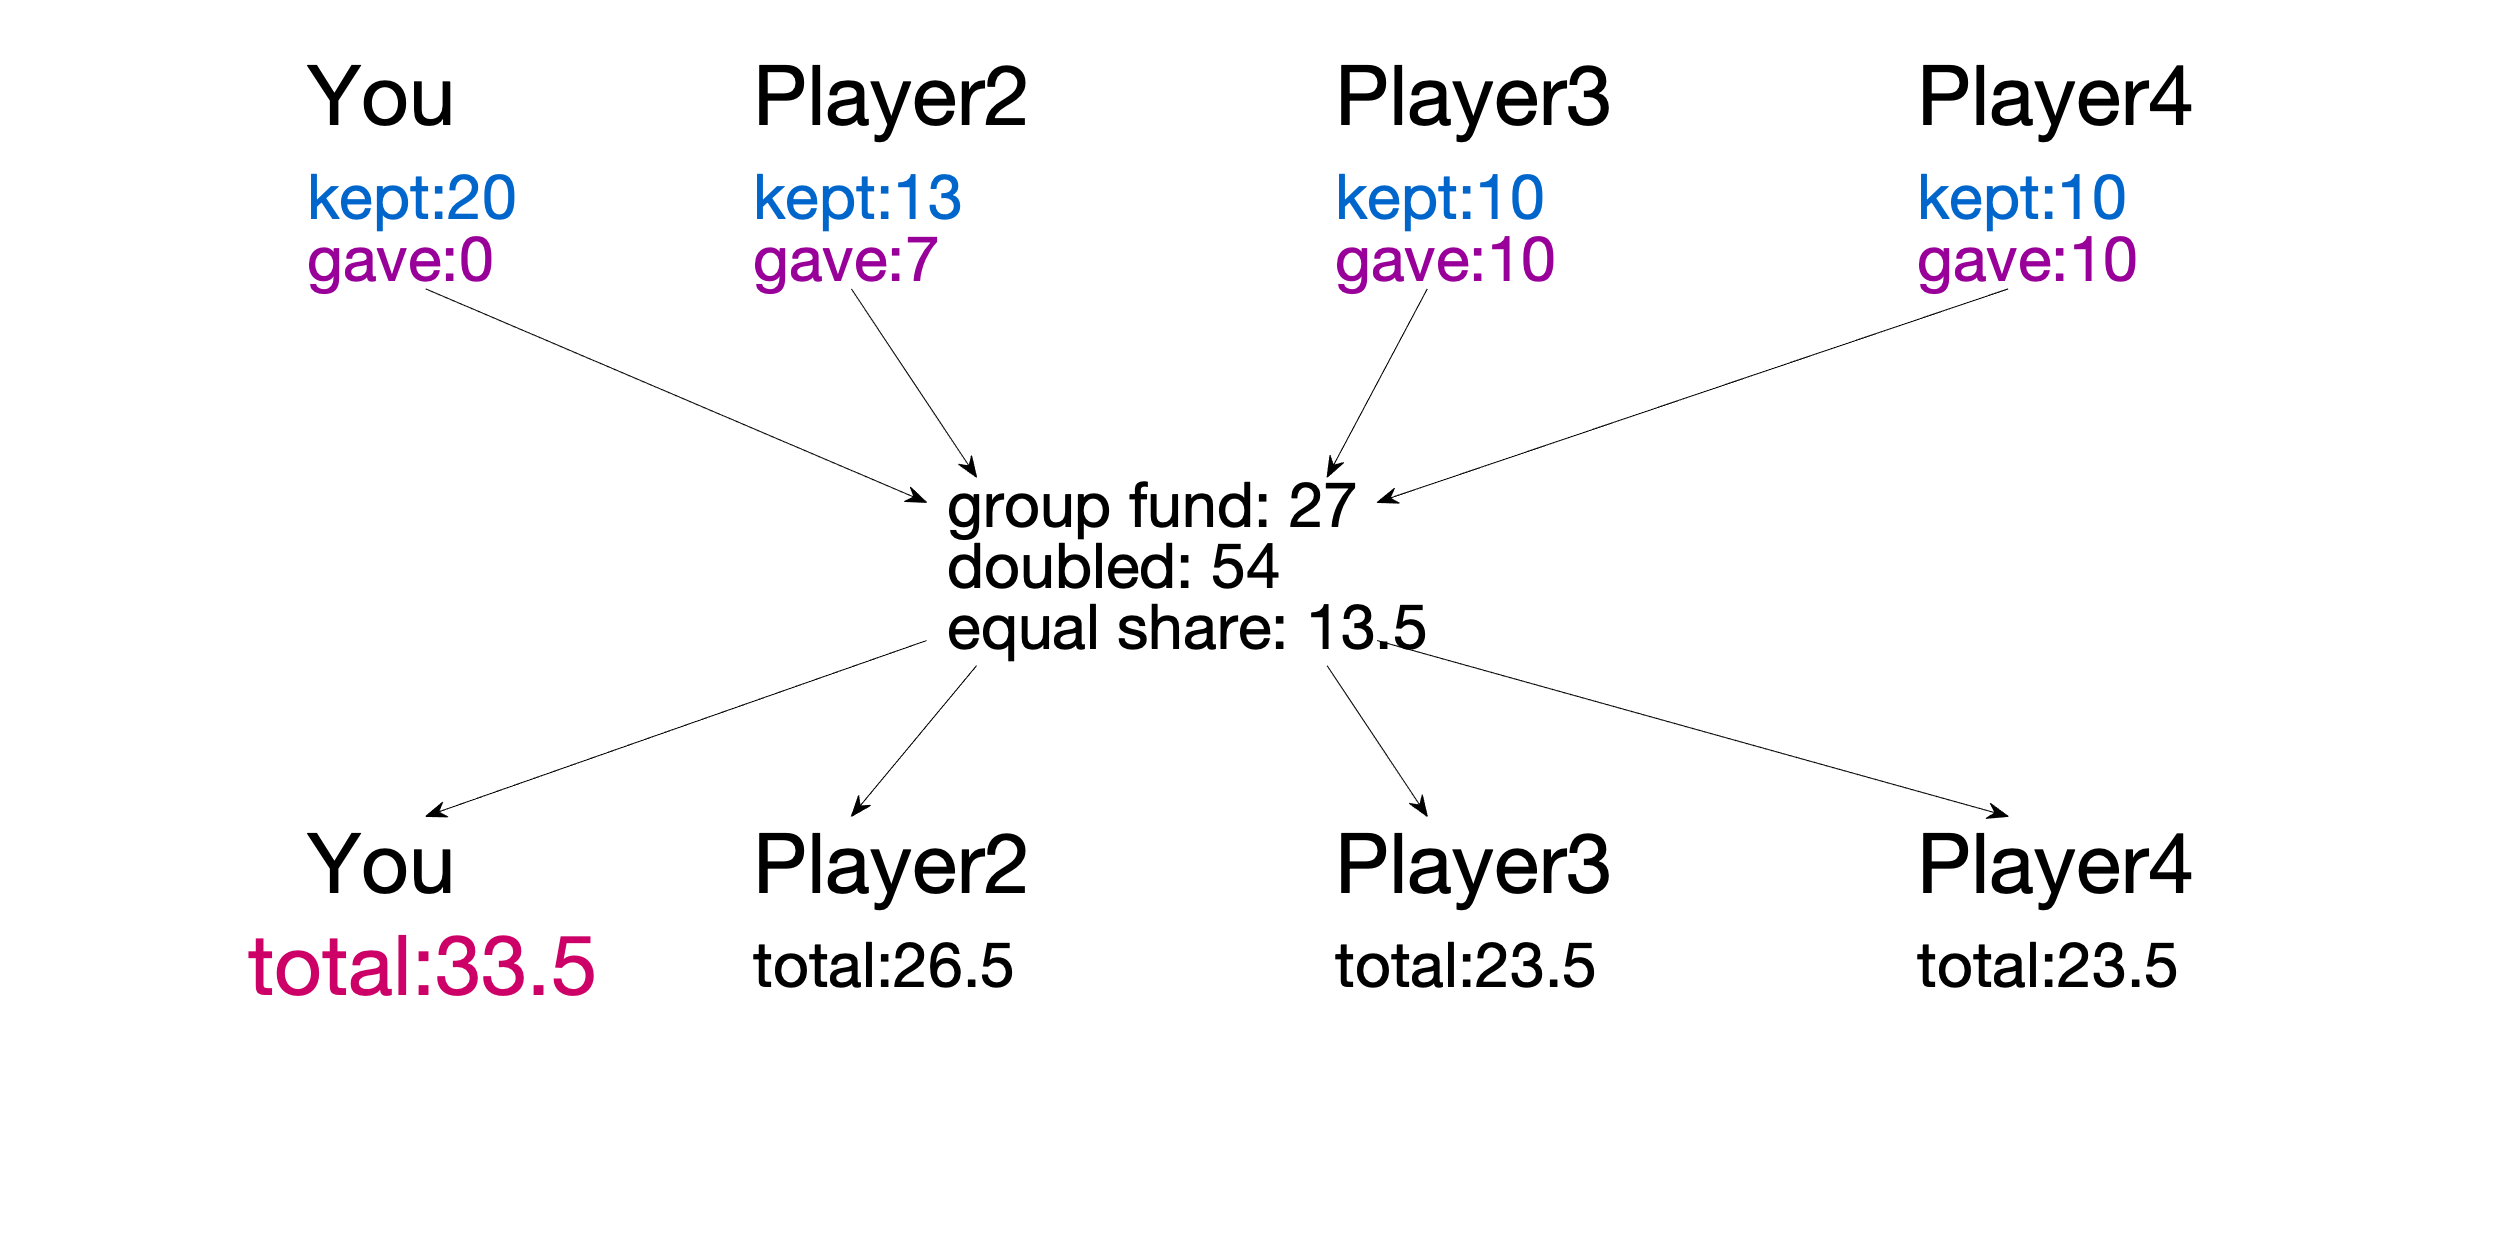 You Player2 Player3 Player4
kept:20 kept:13 kept:10 kept:10
gave:0 gave:7 gave:10 gave:10
group fund: 27
doubled: 54
equal share: 13.5
You Player2 Player3 Player4
total:33.5 total:26.5 total:23.5 total:23.5